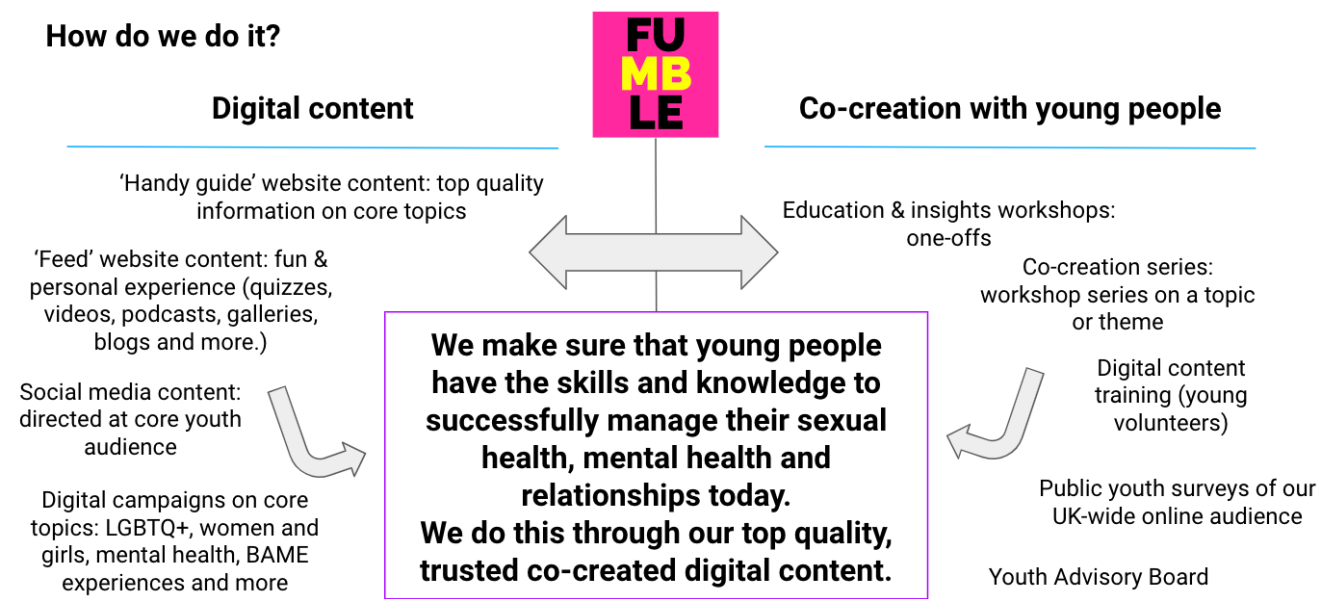 How do we do it?
FU
MB
LE
Digital content
‘Handy guide’ website content: top quality
information on core topics
‘Feed’ website content: fun &
personal experience (quizzes,
videos, podcasts, galleries,
blogs and more.)
Social media content:
directed at core youth
audience
Digital campaigns on core
topics: LGBTQ+, women and
girls, mental health, BAME
experiences and more
Co-creation with young people
Education & insights workshops:
one-offs
Co-creation series:
workshop series on a topic
or theme
Digital content
training (young
volunteers)
Public youth surveys of our
UK-wide online audience
Youth Advisory Board
We make sure that young people
have the skills and knowledge to
successfully manage their sexual
health, mental health and
relationships today.
We do this through our top quality,
trusted co-created digital content.